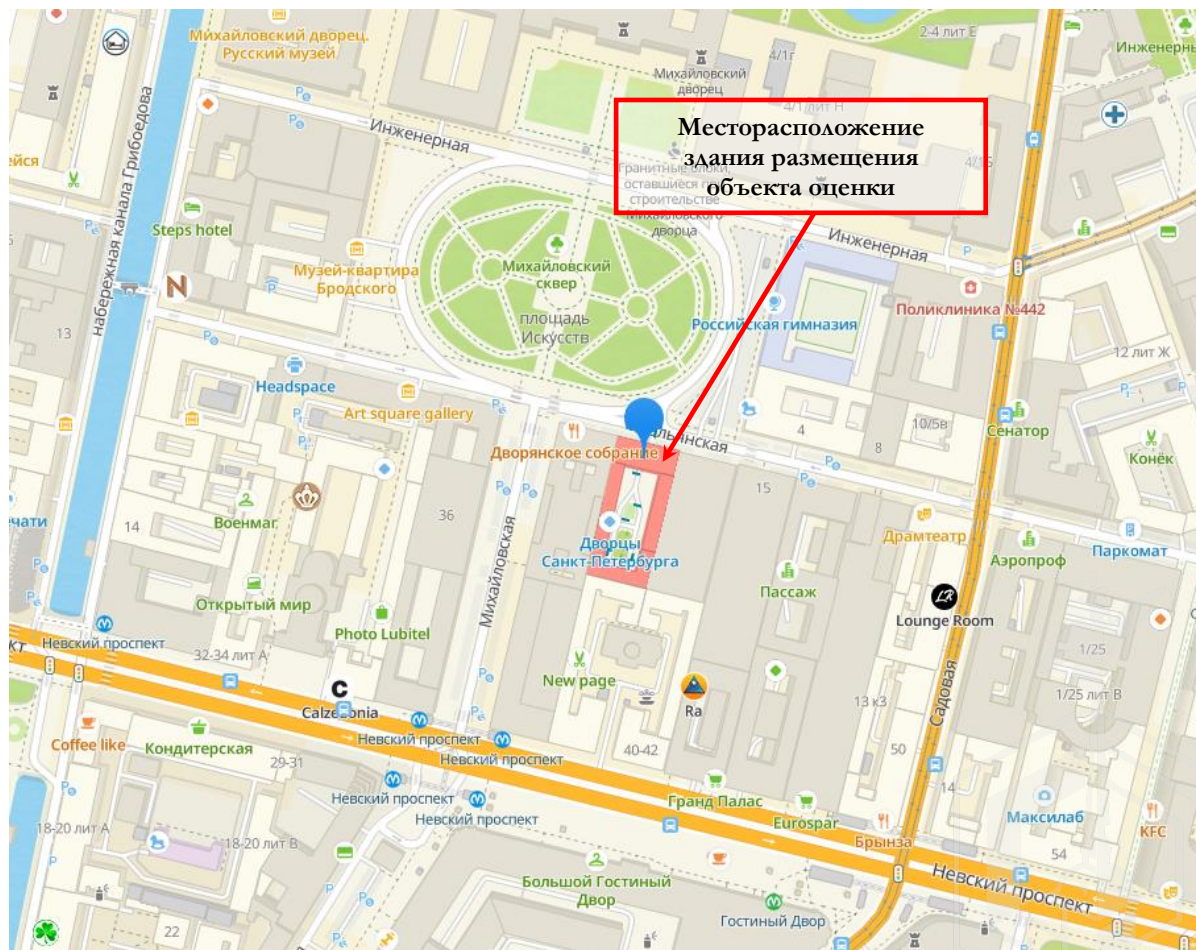 Михайловский дворец.
Русский музей
2-4 лит Е
4/1г
Инженерны
Михайловский
дворец
4/1 лит Н
Месторасположение
здания размещения
объекта оценки
Инженерная
4/1Б
Гранитные блоки,
оставшиеся
строительстве
Михайловского
дворца
набережная канала Грибоедова
Steps hotel
Инженерная
Музей-квартира
Бродского
Михайловский
сквер
N
площадь
Искусств
Российская гимназия
Поликлиника №442
13
12 лит Ж
Headspace
Art square gallery
4
8
10/5в
Сенатор
Дворянское собрание
Конёк
15
36
14
Военмаг
Михайловская
Дворцы
Санкт-Петербурга
Драмтеатр
Аэропроф
Паркомат
Пассаж
LR
Lounge Room
Открытый мир
Photo Lubitel
Невский проспект
32-34 лит А
1/25
New page
Ra
1/25 лит В
C
Calzedonia
13 к3
Садовая
Невский проспект
Невский проспект
Coffee like
Кондитерская
29-31
40-42
50
Невский проспект
Невский проспект
Гранд Палас
Eurospar
14
Максилаб
KFC
18-20 лит А
18-20 лит В
Брынза
54
Большой Гостиный
Двор
Невский проспект
Гостиный Двор
22